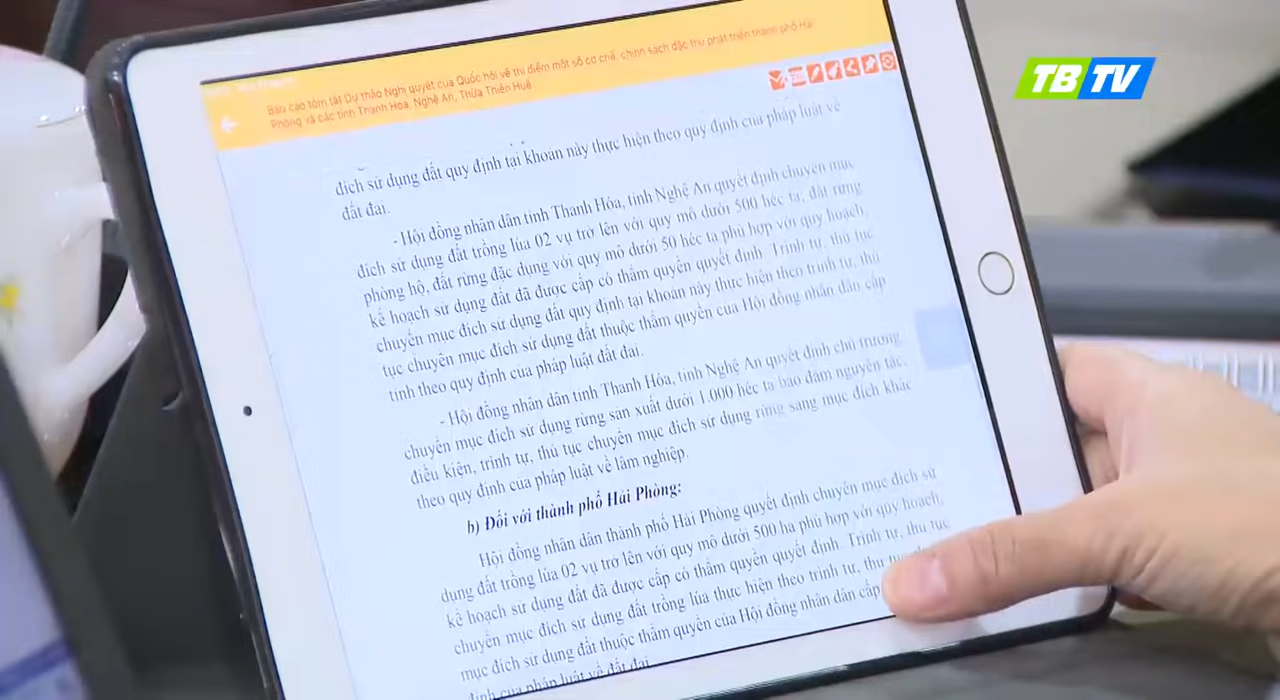 TBTV
Báo cáo tóm tắt Dự thảo Nghị quyết của Quốc hội về thí điểm một số cơ chế, chính sách đặc thù phát triển thành phố Hải
Phòng và các tỉnh Thanh Hóa, Nghệ An, Thừa Thiên Huế
đích sử dụng đất quy định tại khoản này thực hiện theo quy định của pháp luật về
đất đai.
- Hội đồng nhân dân tỉnh Thanh Hóa, tỉnh Nghệ An quyết định chuyển mục
đích sử dụng đất trồng lúa 02 vụ trở lên với quy mô dưới 500 héc ta, đất rừng
phòng hộ, đất rừng đặc dụng với quy mô dưới 50 héc ta phù hợp với quy hoạch,
kế hoạch sử dụng đất đã được cấp có thẩm quyền quyết định. Trình tự, thủ tục
chuyển mục đích sử dụng đất quy định tại khoản này thực hiện theo trình tự, thủ
tục chuyển mục đích sử dụng đất thuộc thẩm quyền của Hội đồng nhân dân cấp
tỉnh theo quy định của pháp luật đất đai.
- Hội đồng nhân dân tỉnh Thanh Hóa, tỉnh Nghệ An quyết định chủ trương
chuyển mục đích sử dụng rừng sản xuất dưới 1.000 héc ta bảo đảm nguyên tắc,
điều kiện, trình tự, thủ tục chuyển mục đích sử dụng rừng sang mục đích khác
theo quy định của pháp luật về lâm nghiệp.
b) Đối với thành phố Hải Phòng:
Hội đồng nhân dân thành phố Hải Phòng quyết định chuyển mục đích sử
dụng đất trồng lúa 02 vụ trở lên với quy mô dưới 500 ha phù hợp với quy hoạch,
kế hoạch sử dụng đất đã được cấp có thẩm quyền quyết định. Trình tự, thủ tục
chuyển mục đích sử dụng đất trồng lúa thực hiện theo trình tự, thủ tục
mục đích sử dụng đất thuộc thẩm quyền của Hội đồng nhân dân cấp
định của pháp luật về đất đai